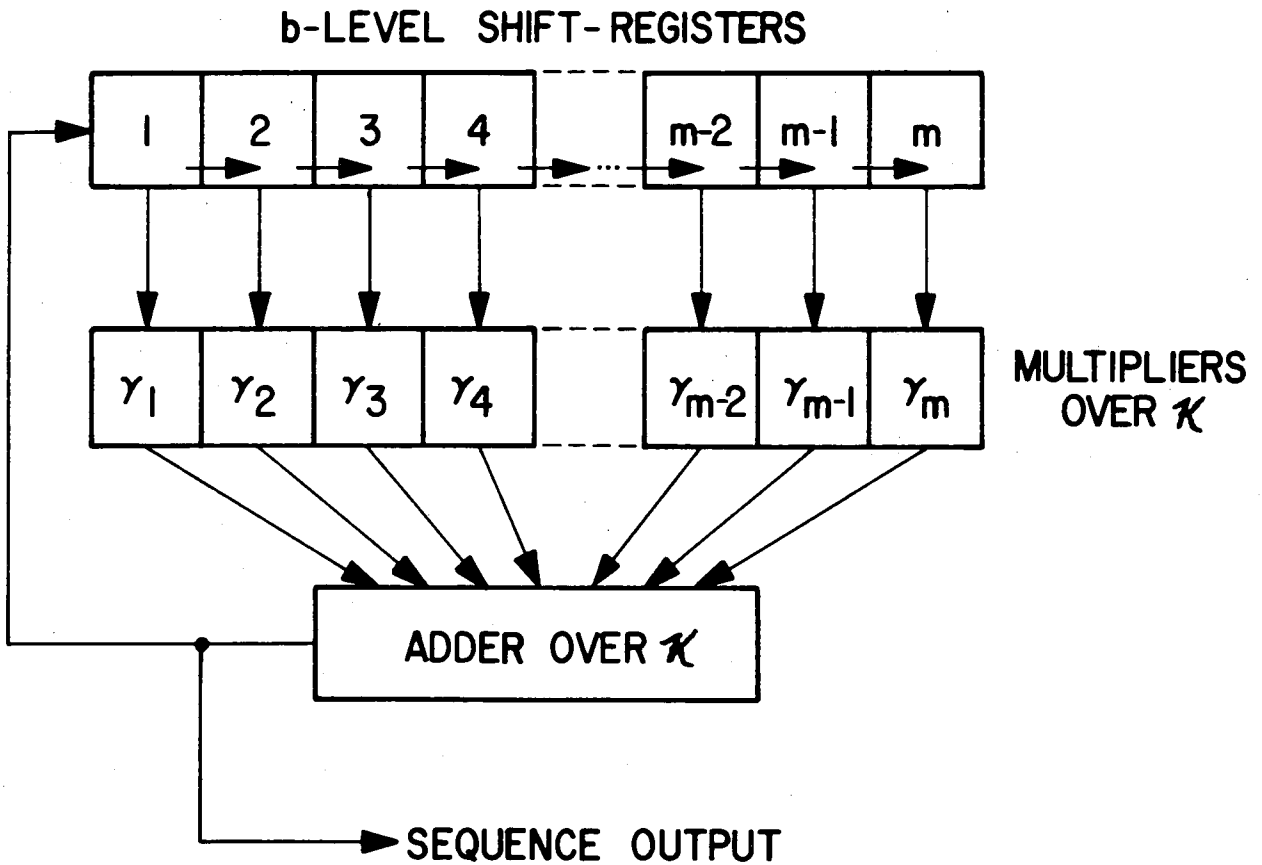 b-LEVEL SHIFT-REGISTERS
1 2 3 4 ... m-2 m-1 m
γ1 γ2 γ3 γ4 γm-2 γm-1 γm
MULTIPLIERS
OVER K
ADDER OVER K
SEQUENCE OUTPUT